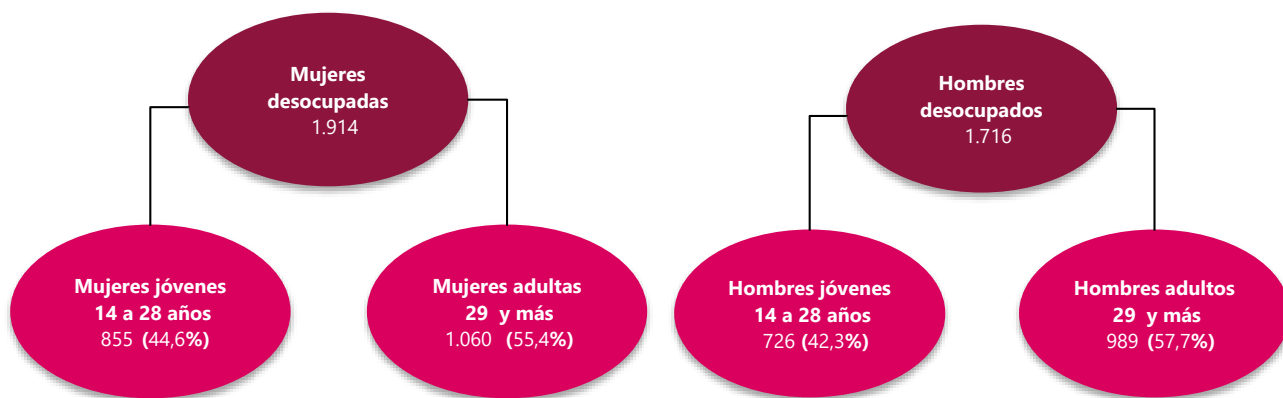 Mujeres
desocupadas
1.914
Hombres
desocupados
1.716
Mujeres jóvenes
14 a 28 años
855 (44,6%)
Mujeres adultas
29 y más
1.060 (55,4%)
Hombres jóvenes
14 a 28 años
726 (42,3%)
Hombres adultos
29 y más
989 (57,7%)